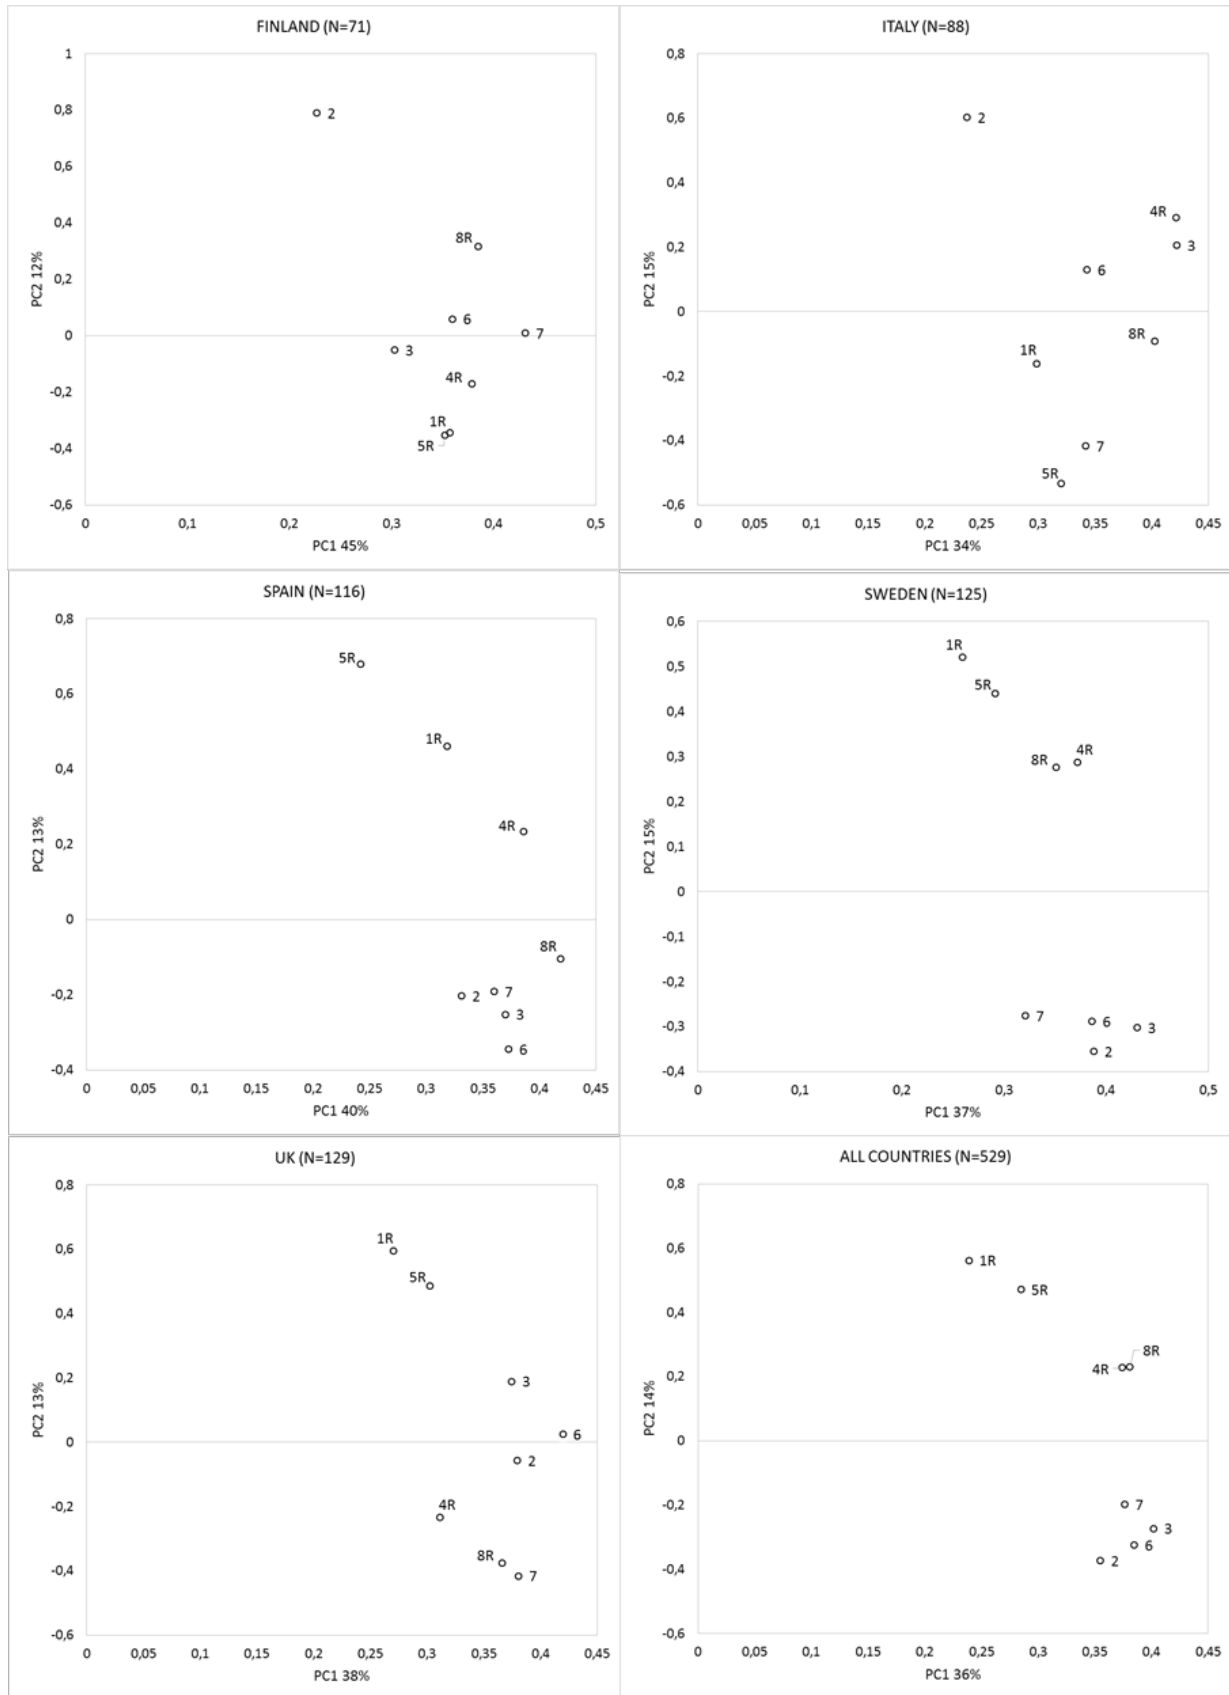 FINLAND (N=71)
1
0,8
0,6
0,4
0,2
0
-0,2
-0,4
-0,6
PC2 12%
2
8R
6
7
3
4R
1R
5R
0 0,1 0,2 0,3 0,4 0,5
PC1 45%
ITALY (N=88)
0,8
0,6
0,4
0,2
0
-0,2
-0,4
-0,6
PC2 15%
2
4R
3
6
8R
1R
7
5R
0 0,05 0,1 0,15 0,2 0,25 0,3 0,35 0,4 0,45
PC1 34%
SPAIN (N=116)
0,8
0,6
0,4
0,2
0
-0,2
-0,4
PC2 13%
5R
1R
4R
8R
2 7
3
6
0 0,05 0,1 0,15 0,2 0,25 0,3 0,35 0,4 0,45
PC1 40%
SWEDEN (N=125)
0,6
0,5
0,4
0,3
0,2
0,1
0
-0,1
-0,2
-0,3
-0,4
PC2 15%
1R
5R
4R
8R
7
6
3
2
0 0,1 0,2 0,3 0,4 0,5
PC1 37%
UK (N=129)
0,8
0,6
0,4
0,2
0
-0,2
-0,4
-0,6
PC2 13%
1R
5R
3
6
2
4R
8R
7
0 0,05 0,1 0,15 0,2 0,25 0,3 0,35 0,4 0,45
PC1 38%
ALL COUNTRIES (N=529)
0,8
0,6
0,4
0,2
0
-0,2
-0,4
-0,6
PC2 14%
1R
5R
8R
4R
7
3
6
2
0 0,05 0,1 0,15 0,2 0,25 0,3 0,35 0,4 0,45
PC1 36%